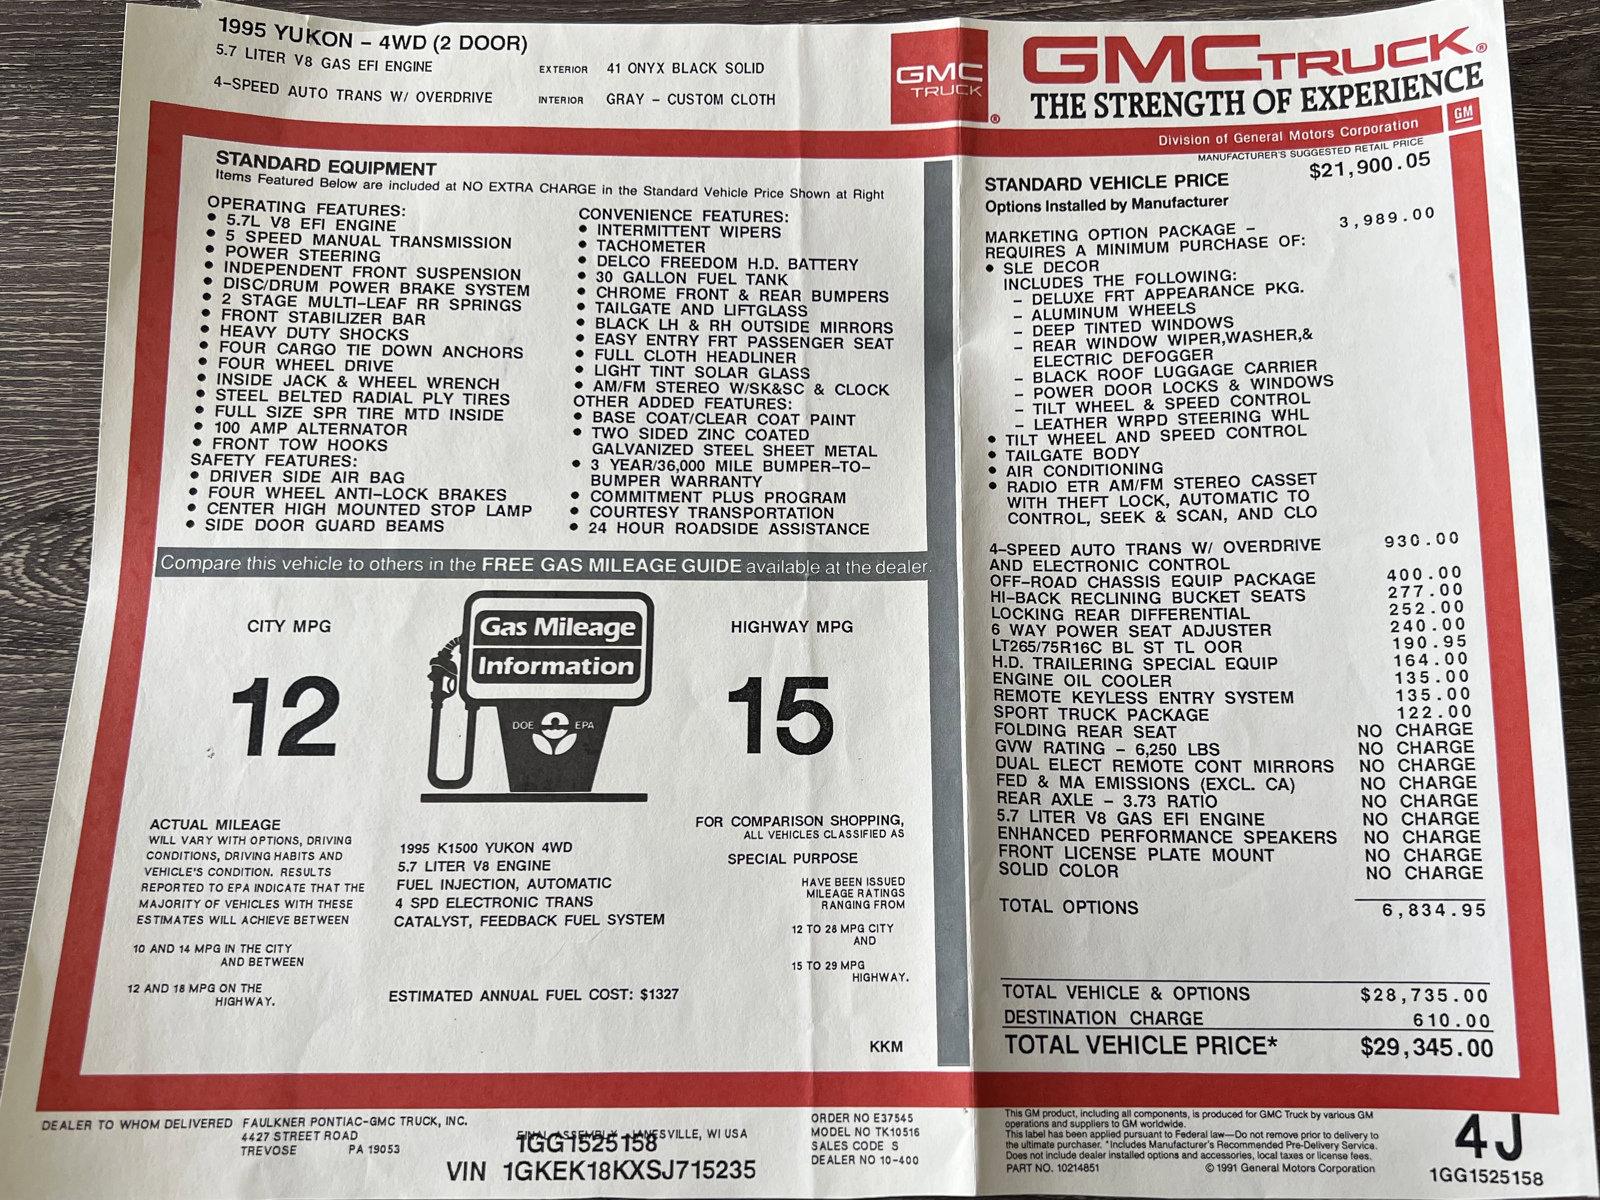 1995 YUKON – 4WD (2 DOOR)
5.7 LITER V8 GAS EFI ENGINE
4-SPEED AUTO TRANS W/ OVERDRIVE
EXTERIOR 41 ONYX BLACK SOLID
INTERIOR GRAY – CUSTOM CLOTH
GMC
TRUCK®
GMC TRUCK®
THE STRENGTH OF EXPERIENCE
GM
Division of General Motors Corporation
STANDARD EQUIPMENT
Items Featured Below are included at NO EXTRA CHARGE in the Standard Vehicle Price Shown at Right
OPERATING FEATURES:
• 5.7L V8 EFI ENGINE
• 5 SPEED MANUAL TRANSMISSION
• POWER STEERING
• INDEPENDENT FRONT SUSPENSION
• DISC/DRUM POWER BRAKE SYSTEM
• 2 STAGE MULTI-LEAF RR SPRINGS
• FRONT STABILIZER BAR
• HEAVY DUTY SHOCKS
• FOUR CARGO TIE DOWN ANCHORS
• FOUR WHEEL DRIVE
• INSIDE JACK & WHEEL WRENCH
• STEEL BELTED RADIAL PLY TIRES
• FULL SIZE SPR TIRE MTD INSIDE
• 100 AMP ALTERNATOR
• FRONT TOW HOOKS
SAFETY FEATURES:
• DRIVER SIDE AIR BAG
• FOUR WHEEL ANTI-LOCK BRAKES
• CENTER HIGH MOUNTED STOP LAMP
• SIDE DOOR GUARD BEAMS
CONVENIENCE FEATURES:
• INTERMITTENT WIPERS
• TACHOMETER
• DELCO FREEDOM H.D. BATTERY
• 30 GALLON FUEL TANK
• CHROME FRONT & REAR BUMPERS
• TAILGATE AND LIFTGLASS
• BLACK LH & RH OUTSIDE MIRRORS
• EASY ENTRY FRT PASSENGER SEAT
• FULL CLOTH HEADLINER
• LIGHT TINT SOLAR GLASS
• AM/FM STEREO W/SK&SC & CLOCK
OTHER ADDED FEATURES:
• BASE COAT/CLEAR COAT PAINT
• TWO SIDED ZINC COATED
GALVANIZED STEEL SHEET METAL
• 3 YEAR/36,000 MILE BUMPER-TO-
BUMPER WARRANTY
• COMMITMENT PLUS PROGRAM
• COURTESY TRANSPORTATION
• 24 HOUR ROADSIDE ASSISTANCE
Compare this vehicle to others in the FREE GAS MILEAGE GUIDE available at the dealer.
CITY MPG
12
Gas Mileage
Information
DOE EPA
HIGHWAY MPG
15
ACTUAL MILEAGE
WILL VARY WITH OPTIONS, DRIVING
CONDITIONS, DRIVING HABITS AND
VEHICLE'S CONDITION. RESULTS
REPORTED TO EPA INDICATE THAT THE
MAJORITY OF VEHICLES WITH THESE
ESTIMATES WILL ACHIEVE BETWEEN
10 AND 14 MPG IN THE CITY
AND BETWEEN
12 AND 18 MPG ON THE
HIGHWAY.
1995 K1500 YUKON 4WD
5.7 LITER V8 ENGINE
FUEL INJECTION, AUTOMATIC
4 SPD ELECTRONIC TRANS
CATALYST, FEEDBACK FUEL SYSTEM
ESTIMATED ANNUAL FUEL COST: $1327
FOR COMPARISON SHOPPING,
ALL VEHICLES CLASSIFIED AS
SPECIAL PURPOSE
HAVE BEEN ISSUED
MILEAGE RATINGS
RANGING FROM
12 TO 28 MPG CITY
AND
15 TO 29 MPG
HIGHWAY.
KKM
MANUFACTURER'S SUGGESTED RETAIL PRICE
STANDARD VEHICLE PRICE $21,900.05
Options Installed by Manufacturer
MARKETING OPTION PACKAGE – 3,989.00
REQUIRES A MINIMUM PURCHASE OF:
• SLE DECOR
INCLUDES THE FOLLOWING:
– DELUXE FRT APPEARANCE PKG.
– ALUMINUM WHEELS
– DEEP TINTED WINDOWS
– REAR WINDOW WIPER,WASHER,&
ELECTRIC DEFOGGER
– BLACK ROOF LUGGAGE CARRIER
– POWER DOOR LOCKS & WINDOWS
– TILT WHEEL & SPEED CONTROL
– LEATHER WRPD STEERING WHL
• TILT WHEEL AND SPEED CONTROL
• TAILGATE BODY
• AIR CONDITIONING
• RADIO ETR AM/FM STEREO CASSET
WITH THEFT LOCK, AUTOMATIC TO
CONTROL, SEEK & SCAN, AND CLO
4-SPEED AUTO TRANS W/ OVERDRIVE 930.00
AND ELECTRONIC CONTROL
OFF-ROAD CHASSIS EQUIP PACKAGE 400.00
HI-BACK RECLINING BUCKET SEATS 277.00
LOCKING REAR DIFFERENTIAL 252.00
6 WAY POWER SEAT ADJUSTER 240.00
LT265/75R16C BL ST TL OOR 190.95
H.D. TRAILERING SPECIAL EQUIP 164.00
ENGINE OIL COOLER 135.00
REMOTE KEYLESS ENTRY SYSTEM 135.00
SPORT TRUCK PACKAGE 122.00
FOLDING REAR SEAT NO CHARGE
GVW RATING – 6,250 LBS NO CHARGE
DUAL ELECT REMOTE CONT MIRRORS NO CHARGE
FED & MA EMISSIONS (EXCL. CA) NO CHARGE
REAR AXLE – 3.73 RATIO NO CHARGE
5.7 LITER V8 GAS EFI ENGINE NO CHARGE
ENHANCED PERFORMANCE SPEAKERS NO CHARGE
FRONT LICENSE PLATE MOUNT NO CHARGE
SOLID COLOR NO CHARGE
TOTAL OPTIONS 6,834.95
TOTAL VEHICLE & OPTIONS $28,735.00
DESTINATION CHARGE 610.00
TOTAL VEHICLE PRICE* $29,345.00
DEALER TO WHOM DELIVERED FAULKNER PONTIAC-GMC TRUCK, INC.
4427 STREET ROAD
TREVOSE PA 19053
FINAL ASSEMBLY – JANESVILLE, WI USA
1GG1525158
VIN 1GKEK18KXSJ715235
ORDER NO E37545
MODEL NO TK10516
SALES CODE S
DEALER NO 10-400
This GM product, including all components, is produced for GMC Truck by various GM
operations and suppliers to GM worldwide.
This label has been applied pursuant to Federal law—Do not remove prior to delivery to
the ultimate purchaser. *Includes Manufacturer's Recommended Pre-Delivery Service.
Does not include dealer installed options and accessories, local taxes or license fees.
PART NO. 10214851 © 1991 General Motors Corporation
4J
1GG1525158